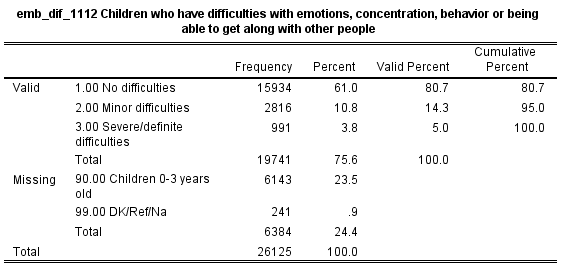 emb_dif_1112 Children who have difficulties with emotions, concentration, behavior or being
able to get along with other people
Frequency Percent Valid Percent Cumulative Percent
Valid 1.00 No difficulties 15934 61.0 80.7 80.7
2.00 Minor difficulties 2816 10.8 14.3 95.0
3.00 Severe/definite difficulties 991 3.8 5.0 100.0
Total 19741 75.6 100.0
Missing 90.00 Children 0-3 years old 6143 23.5
99.00 DK/Ref/Na 241 .9
Total 6384 24.4
Total 26125 100.0